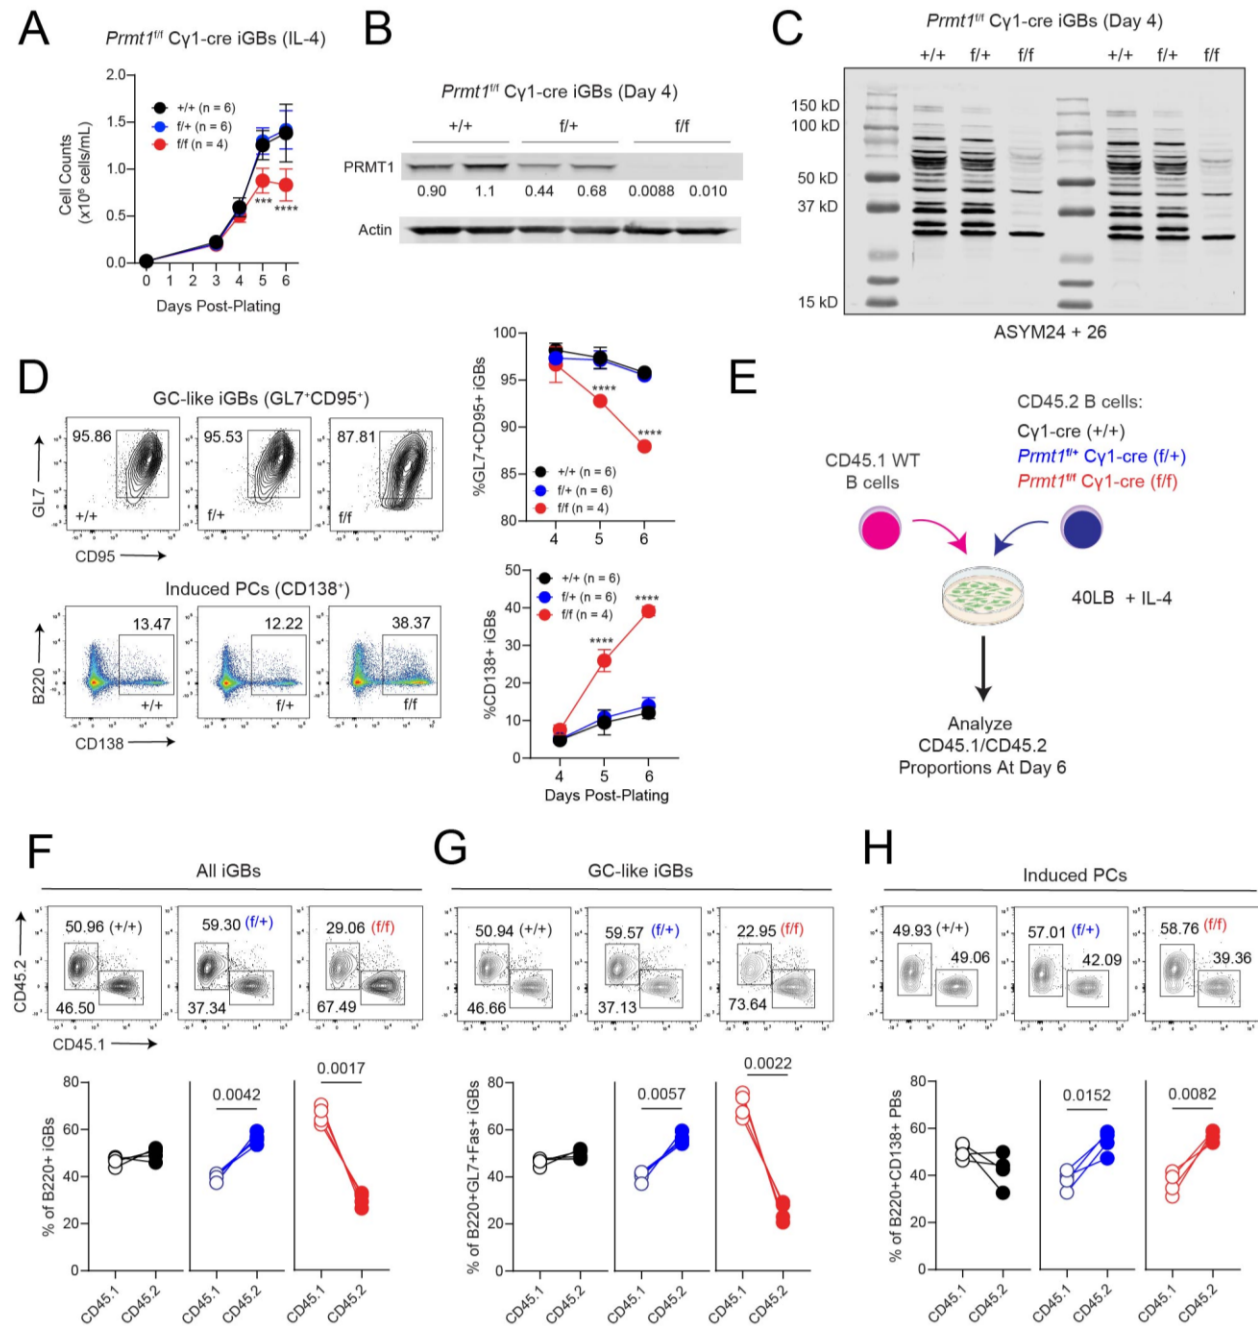 A
Prmt1f/f Cγ1-cre iGBs (IL-4)
2.0
1.5
1.0
0.5
0.0
Cell Counts
(x10⁶ cells/mL)
+/+ (n = 6)
f/+ (n = 6)
f/f (n = 4)
***
****
0 1 2 3 4 5 6
Days Post-Plating
B
Prmt1f/f Cγ1-cre iGBs (Day 4)
+/+ f/+ f/f
PRMT1
0.90 1.1 0.44 0.68 0.0088 0.010
Actin
C
Prmt1f/f Cγ1-cre iGBs (Day 4)
+/+ f/+ f/f +/+ f/+ f/f
150 kD
100 kD
50 kD
37 kD
15 kD
ASYM24 + 26
D
GC-like iGBs (GL7⁺CD95⁺)
95.86 95.53 87.81
GL7
+/+ f/+ f/f
CD95
Induced PCs (CD138⁺)
13.47 12.22 38.37
B220
+/+ f/+ f/f
CD138
100
95
90
85
80
%GL7+CD95+ iGBs
****
****
+/+ (n = 6)
f/+ (n = 6)
f/f (n = 4)
4 5 6
50
40
30
20
10
0
%CD138+ iGBs
+/+ (n = 6)
f/+ (n = 6)
f/f (n = 4)
****
****
4 5 6
Days Post-Plating
E
CD45.1 WT
B cells
CD45.2 B cells:
Cγ1-cre (+/+)
Prmt1f/+ Cγ1-cre (f/+)
Prmt1f/f Cγ1-cre (f/f)
40LB + IL-4
Analyze
CD45.1/CD45.2
Proportions At Day 6
F
All iGBs
CD45.2
50.96 (+/+) 59.30 (f/+) 29.06 (f/f)
46.50 37.34 67.49
CD45.1
80
60
40
20
0
% of B220+ iGBs
0.0042
0.0017
CD45.1 CD45.2 CD45.1 CD45.2 CD45.1 CD45.2
G
GC-like iGBs
50.94 (+/+) 59.57 (f/+) 22.95 (f/f)
46.66 37.13 73.64
80
60
40
20
0
% of B220+GL7+Fas+ iGBs
0.0057
0.0022
CD45.1 CD45.2 CD45.1 CD45.2 CD45.1 CD45.2
H
Induced PCs
49.93 (+/+) 57.01 (f/+) 58.76 (f/f)
49.06 42.09 39.36
80
60
40
20
0
% of B220+CD138+ PBs
0.0152
0.0082
CD45.1 CD45.2 CD45.1 CD45.2 CD45.1 CD45.2